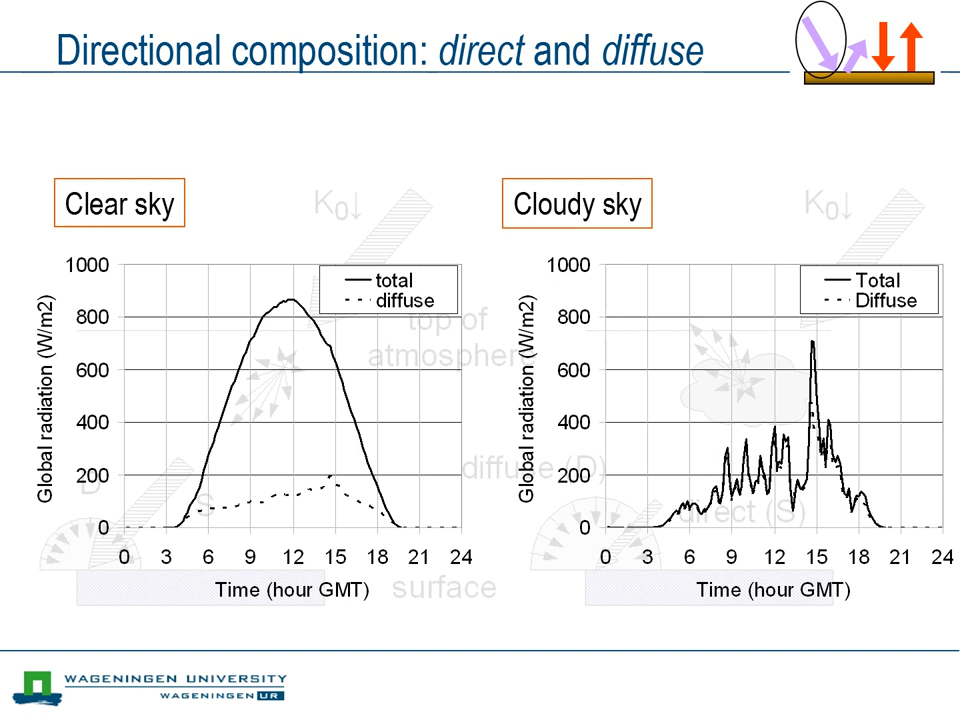 Directional composition: direct and diffuse
Clear sky
K0↓
1000
800
600
400
200
0
Global radiation (W/m2)
total
diffuse
top of
atmosphere
D
S
0 3 6 9 12 15 18 21 24
Time (hour GMT)
surface
Cloudy sky
K0↓
1000
800
600
400
200
0
Global radiation (W/m2)
Total
Diffuse
diffuse (D)
direct (S)
0 3 6 9 12 15 18 21 24
Time (hour GMT)
WAGENINGEN UNIVERSITY
WAGENINGEN UR